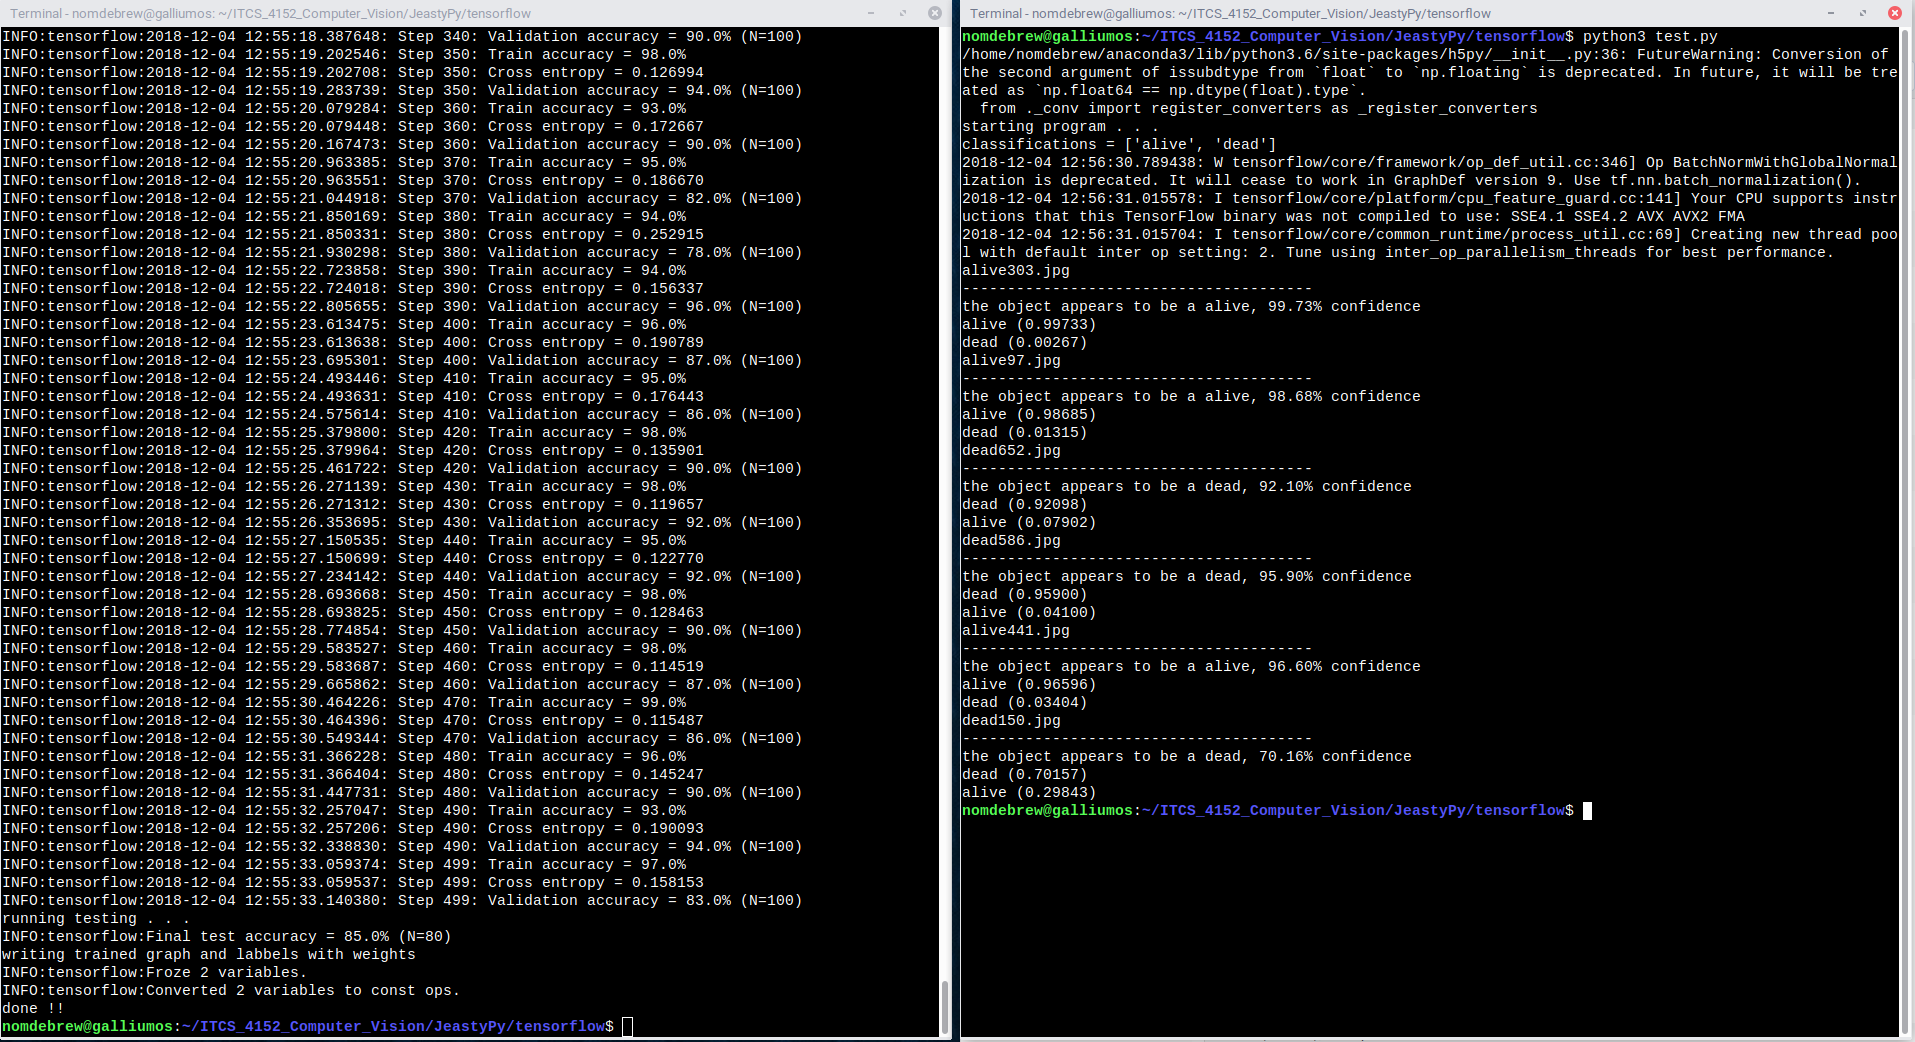 Terminal - nomdebrew@galliumos: ~/ITCS_4152_Computer_Vision/JeastyPy/tensorflow
INFO:tensorflow:2018-12-04 12:55:18.387648: Step 340: Validation accuracy = 90.0% (N=100)
INFO:tensorflow:2018-12-04 12:55:19.202546: Step 350: Train accuracy = 98.0%
INFO:tensorflow:2018-12-04 12:55:19.202708: Step 350: Cross entropy = 0.126994
INFO:tensorflow:2018-12-04 12:55:19.283739: Step 350: Validation accuracy = 94.0% (N=100)
INFO:tensorflow:2018-12-04 12:55:20.079284: Step 360: Train accuracy = 93.0%
INFO:tensorflow:2018-12-04 12:55:20.079448: Step 360: Cross entropy = 0.172667
INFO:tensorflow:2018-12-04 12:55:20.167473: Step 360: Validation accuracy = 90.0% (N=100)
INFO:tensorflow:2018-12-04 12:55:20.963385: Step 370: Train accuracy = 95.0%
INFO:tensorflow:2018-12-04 12:55:20.963551: Step 370: Cross entropy = 0.186670
INFO:tensorflow:2018-12-04 12:55:21.044918: Step 370: Validation accuracy = 82.0% (N=100)
INFO:tensorflow:2018-12-04 12:55:21.850169: Step 380: Train accuracy = 94.0%
INFO:tensorflow:2018-12-04 12:55:21.850331: Step 380: Cross entropy = 0.252915
INFO:tensorflow:2018-12-04 12:55:21.930298: Step 380: Validation accuracy = 78.0% (N=100)
INFO:tensorflow:2018-12-04 12:55:22.723858: Step 390: Train accuracy = 94.0%
INFO:tensorflow:2018-12-04 12:55:22.724018: Step 390: Cross entropy = 0.156337
INFO:tensorflow:2018-12-04 12:55:22.805655: Step 390: Validation accuracy = 96.0% (N=100)
INFO:tensorflow:2018-12-04 12:55:23.613475: Step 400: Train accuracy = 96.0%
INFO:tensorflow:2018-12-04 12:55:23.613638: Step 400: Cross entropy = 0.190789
INFO:tensorflow:2018-12-04 12:55:23.695301: Step 400: Validation accuracy = 87.0% (N=100)
INFO:tensorflow:2018-12-04 12:55:24.493446: Step 410: Train accuracy = 95.0%
INFO:tensorflow:2018-12-04 12:55:24.493631: Step 410: Cross entropy = 0.176443
INFO:tensorflow:2018-12-04 12:55:24.575614: Step 410: Validation accuracy = 86.0% (N=100)
INFO:tensorflow:2018-12-04 12:55:25.379800: Step 420: Train accuracy = 98.0%
INFO:tensorflow:2018-12-04 12:55:25.379964: Step 420: Cross entropy = 0.135901
INFO:tensorflow:2018-12-04 12:55:25.461722: Step 420: Validation accuracy = 90.0% (N=100)
INFO:tensorflow:2018-12-04 12:55:26.271139: Step 430: Train accuracy = 98.0%
INFO:tensorflow:2018-12-04 12:55:26.271312: Step 430: Cross entropy = 0.119657
INFO:tensorflow:2018-12-04 12:55:26.353695: Step 430: Validation accuracy = 92.0% (N=100)
INFO:tensorflow:2018-12-04 12:55:27.150535: Step 440: Train accuracy = 95.0%
INFO:tensorflow:2018-12-04 12:55:27.150699: Step 440: Cross entropy = 0.122770
INFO:tensorflow:2018-12-04 12:55:27.234142: Step 440: Validation accuracy = 92.0% (N=100)
INFO:tensorflow:2018-12-04 12:55:28.693668: Step 450: Train accuracy = 98.0%
INFO:tensorflow:2018-12-04 12:55:28.693825: Step 450: Cross entropy = 0.128463
INFO:tensorflow:2018-12-04 12:55:28.774854: Step 450: Validation accuracy = 90.0% (N=100)
INFO:tensorflow:2018-12-04 12:55:29.583527: Step 460: Train accuracy = 98.0%
INFO:tensorflow:2018-12-04 12:55:29.583687: Step 460: Cross entropy = 0.114519
INFO:tensorflow:2018-12-04 12:55:29.665862: Step 460: Validation accuracy = 87.0% (N=100)
INFO:tensorflow:2018-12-04 12:55:30.464226: Step 470: Train accuracy = 99.0%
INFO:tensorflow:2018-12-04 12:55:30.464396: Step 470: Cross entropy = 0.115487
INFO:tensorflow:2018-12-04 12:55:30.549344: Step 470: Validation accuracy = 86.0% (N=100)
INFO:tensorflow:2018-12-04 12:55:31.366228: Step 480: Train accuracy = 96.0%
INFO:tensorflow:2018-12-04 12:55:31.366404: Step 480: Cross entropy = 0.145247
INFO:tensorflow:2018-12-04 12:55:31.447731: Step 480: Validation accuracy = 90.0% (N=100)
INFO:tensorflow:2018-12-04 12:55:32.257047: Step 490: Train accuracy = 93.0%
INFO:tensorflow:2018-12-04 12:55:32.257206: Step 490: Cross entropy = 0.190093
INFO:tensorflow:2018-12-04 12:55:32.338830: Step 490: Validation accuracy = 94.0% (N=100)
INFO:tensorflow:2018-12-04 12:55:33.059374: Step 499: Train accuracy = 97.0%
INFO:tensorflow:2018-12-04 12:55:33.059537: Step 499: Cross entropy = 0.158153
INFO:tensorflow:2018-12-04 12:55:33.140380: Step 499: Validation accuracy = 83.0% (N=100)
running testing . . .
INFO:tensorflow:Final test accuracy = 85.0% (N=80)
writing trained graph and labbels with weights
INFO:tensorflow:Froze 2 variables.
INFO:tensorflow:Converted 2 variables to const ops.
done !!
nomdebrew@galliumos:~/ITCS_4152_Computer_Vision/JeastyPy/tensorflow$
Terminal - nomdebrew@galliumos: ~/ITCS_4152_Computer_Vision/JeastyPy/tensorflow
nomdebrew@galliumos:~/ITCS_4152_Computer_Vision/JeastyPy/tensorflow$ python3 test.py
/home/nomdebrew/anaconda3/lib/python3.6/site-packages/h5py/__init__.py:36: FutureWarning: Conversion of
the second argument of issubdtype from `float` to `np.floating` is deprecated. In future, it will be tre
ated as `np.float64 == np.dtype(float).type`.
  from ._conv import register_converters as _register_converters
starting program . . .
classifications = ['alive', 'dead']
2018-12-04 12:56:30.789438: W tensorflow/core/framework/op_def_util.cc:346] Op BatchNormWithGlobalNormal
ization is deprecated. It will cease to work in GraphDef version 9. Use tf.nn.batch_normalization().
2018-12-04 12:56:31.015578: I tensorflow/core/platform/cpu_feature_guard.cc:141] Your CPU supports instr
uctions that this TensorFlow binary was not compiled to use: SSE4.1 SSE4.2 AVX AVX2 FMA
2018-12-04 12:56:31.015704: I tensorflow/core/common_runtime/process_util.cc:69] Creating new thread poo
l with default inter op setting: 2. Tune using inter_op_parallelism_threads for best performance.
alive303.jpg
---------------------------------------
the object appears to be a alive, 99.73% confidence
alive (0.99733)
dead (0.00267)
alive97.jpg
---------------------------------------
the object appears to be a alive, 98.68% confidence
alive (0.98685)
dead (0.01315)
dead652.jpg
---------------------------------------
the object appears to be a dead, 92.10% confidence
dead (0.92098)
alive (0.07902)
dead586.jpg
---------------------------------------
the object appears to be a dead, 95.90% confidence
dead (0.95900)
alive (0.04100)
alive441.jpg
---------------------------------------
the object appears to be a alive, 96.60% confidence
alive (0.96596)
dead (0.03404)
dead150.jpg
---------------------------------------
the object appears to be a dead, 70.16% confidence
dead (0.70157)
alive (0.29843)
nomdebrew@galliumos:~/ITCS_4152_Computer_Vision/JeastyPy/tensorflow$